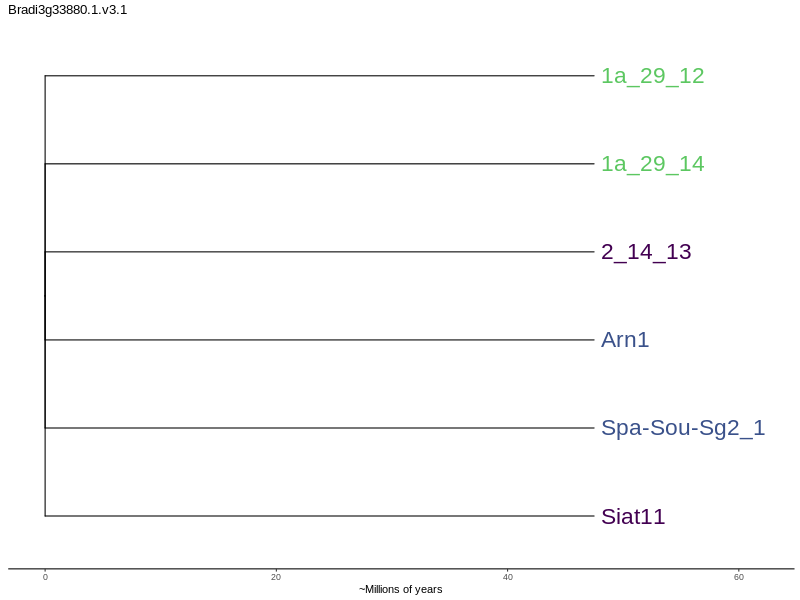 Bradi3g33880.1.v3.1
1a_29_12
1a_29_14
2_14_13
Arn1
Spa-Sou-Sg2_1
Siat11
0 20 40 60
~Millions of years